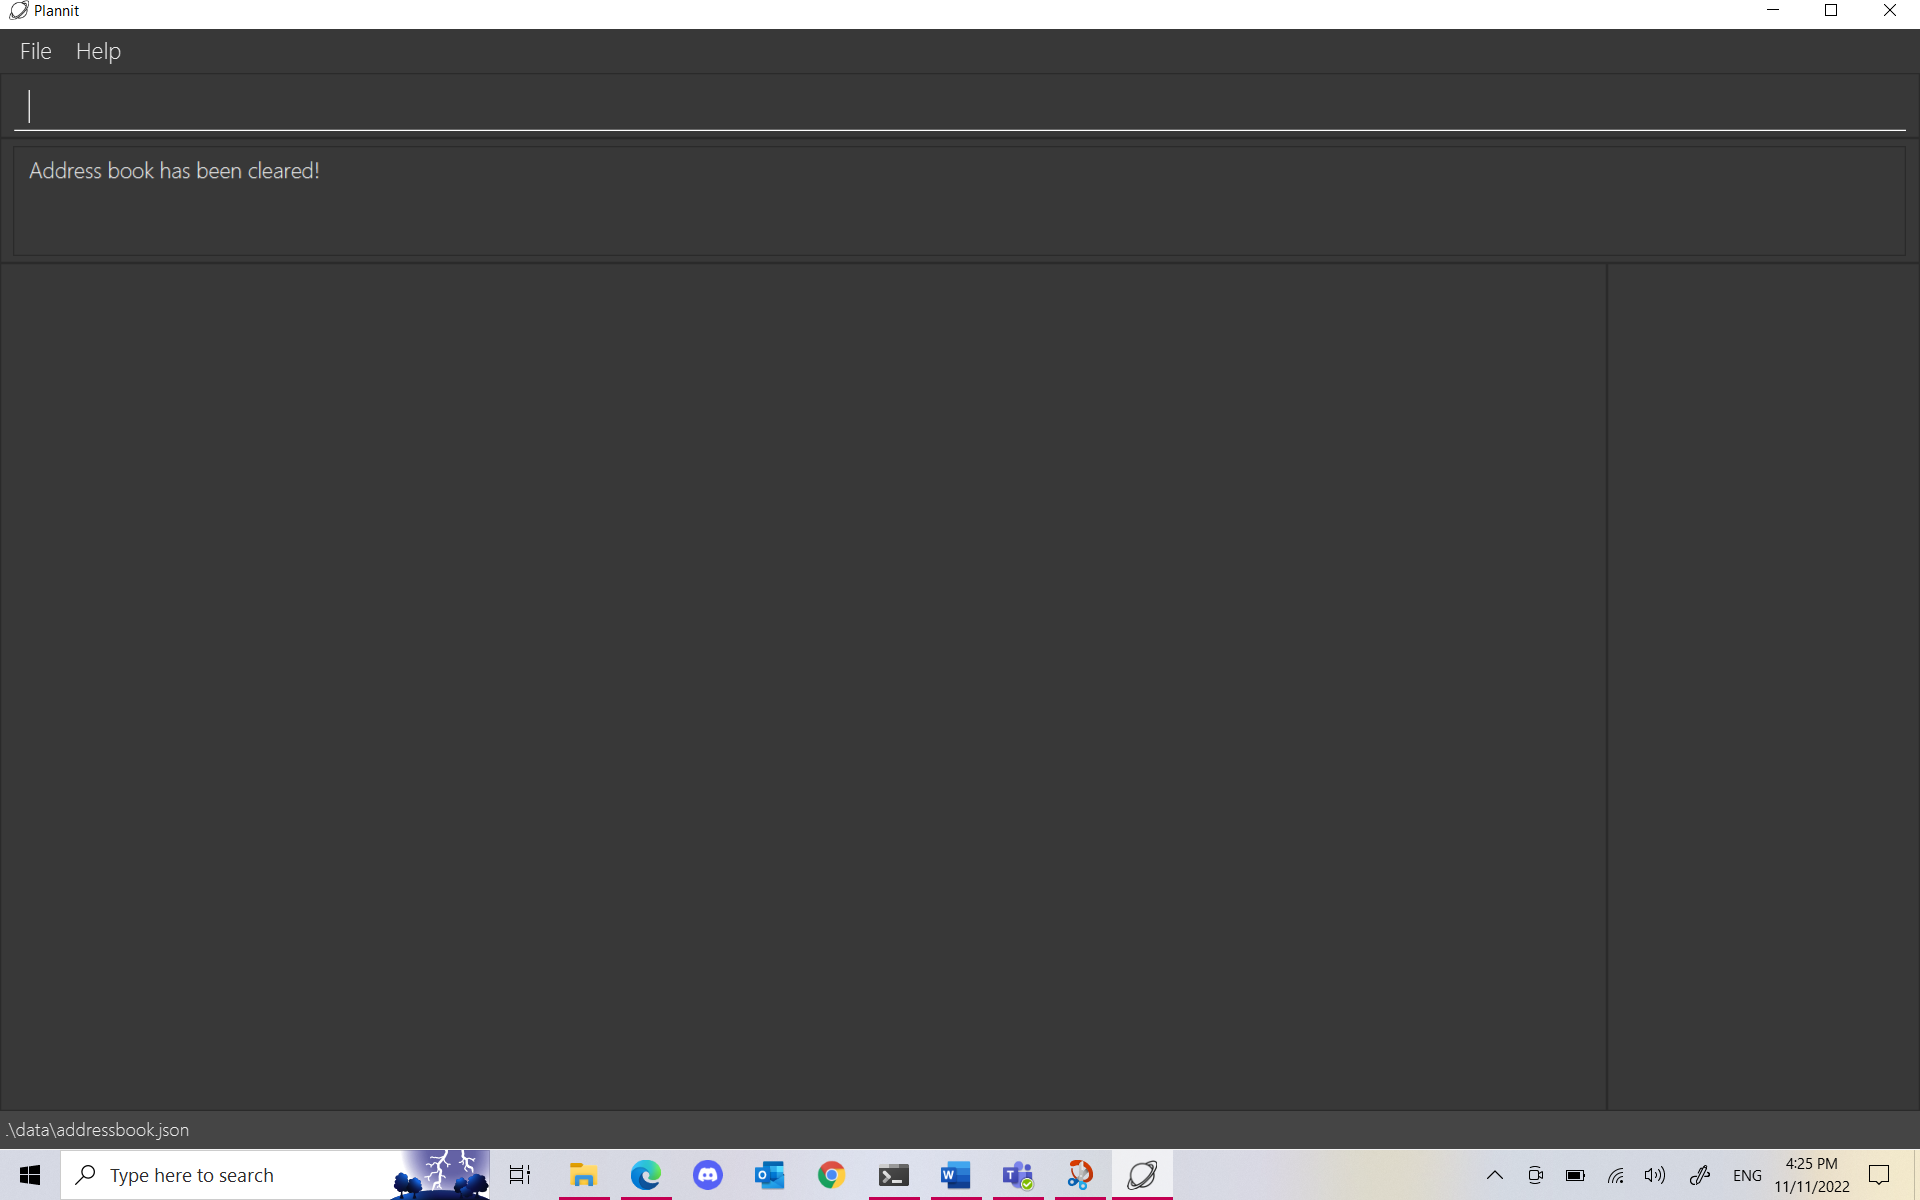 Plannit
File Help
Address book has been cleared!
.\data\addressbook.json
Type here to search
ENG
4:25 PM
11/11/2022